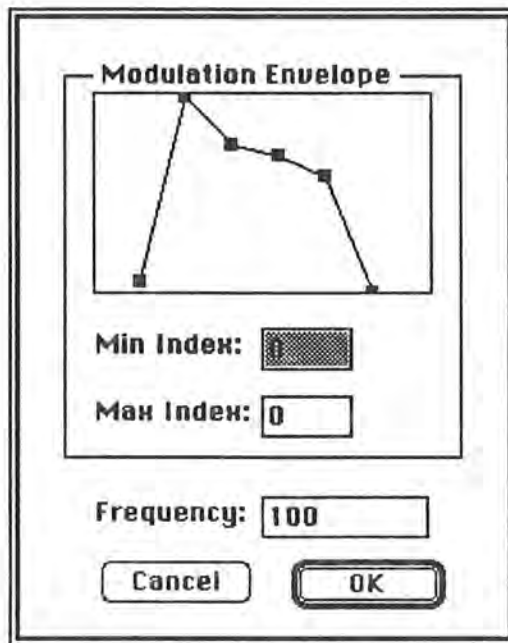 Modulation Envelope
Min Index: 0
Max Index: 0
Frequency: 100
Cancel OK